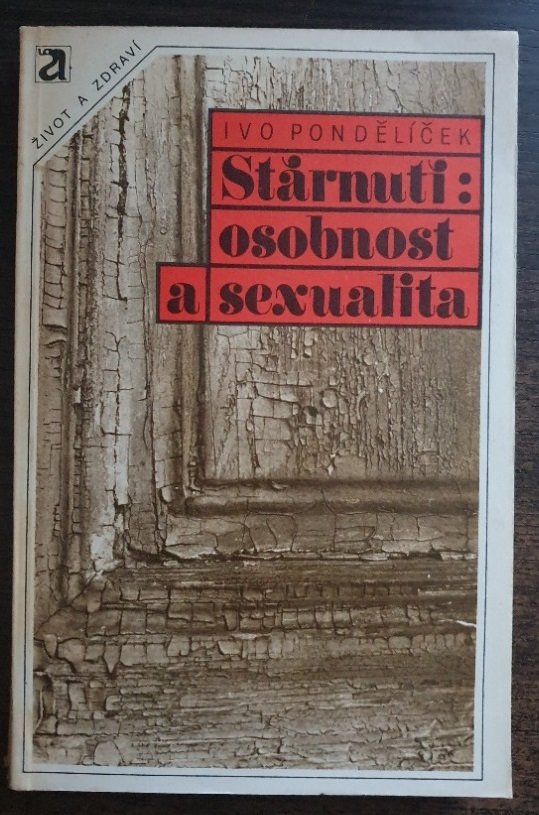 a
ŽIVOT A ZDRAVÍ
IVO PONDĚLÍČEK
Stárnutí:
osobnost
a sexualita